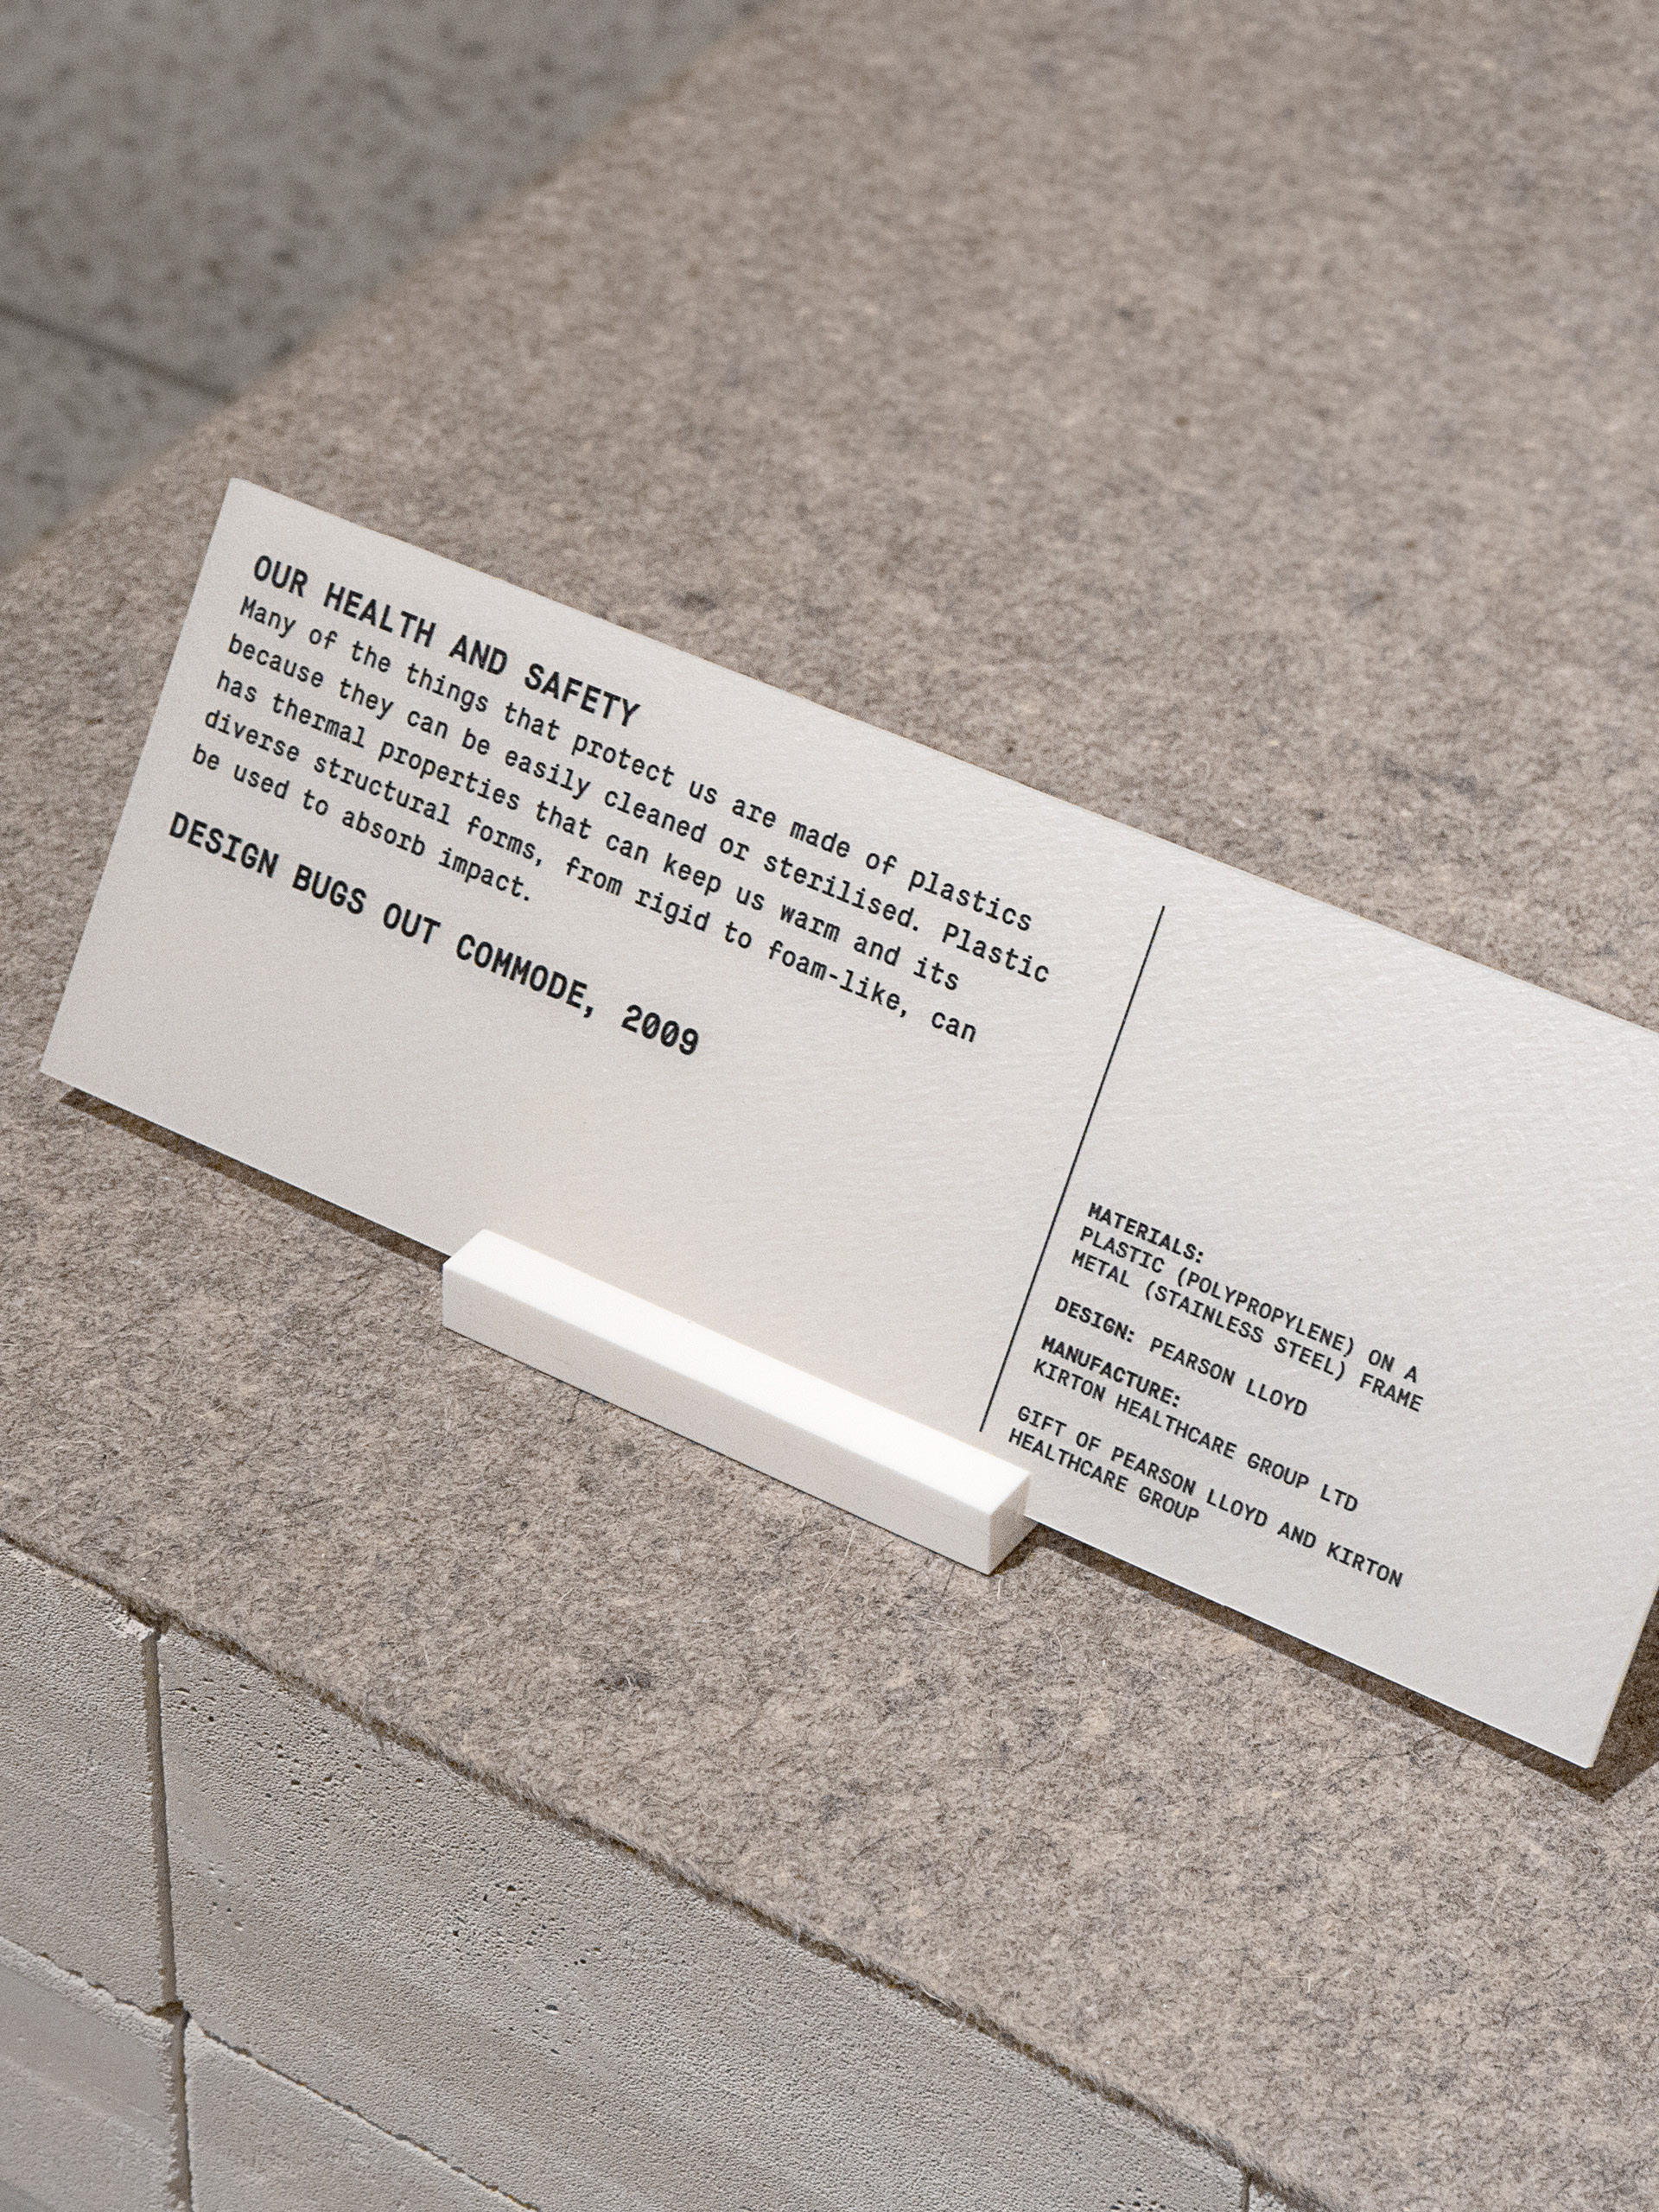 OUR HEALTH AND SAFETY
Many of the things that protect us are made of plastics
because they can be easily cleaned or sterilised. Plastic
has thermal properties that can keep us warm and its
diverse structural forms, from rigid to foam-like, can
be used to absorb impact.
DESIGN BUGS OUT COMMODE, 2009
MATERIALS:
PLASTIC (POLYPROPYLENE) ON A
METAL (STAINLESS STEEL) FRAME
DESIGN: PEARSON LLOYD
MANUFACTURE:
KIRTON HEALTHCARE GROUP LTD
GIFT OF PEARSON LLOYD AND KIRTON
HEALTHCARE GROUP